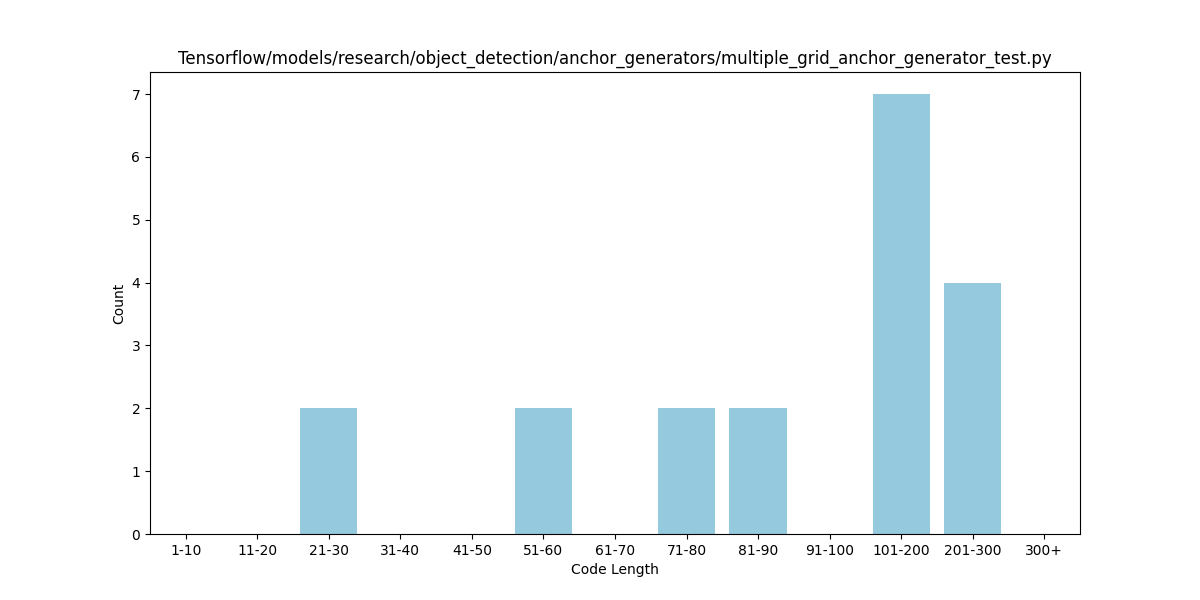 Tensorflow/models/research/object_detection/anchor_generators/multiple_grid_anchor_generator_test.py
7
6
5
4
3
2
1
0
Count
1-10 11-20 21-30 31-40 41-50 51-60 61-70 71-80 81-90 91-100 101-200 201-300 300+
Code Length